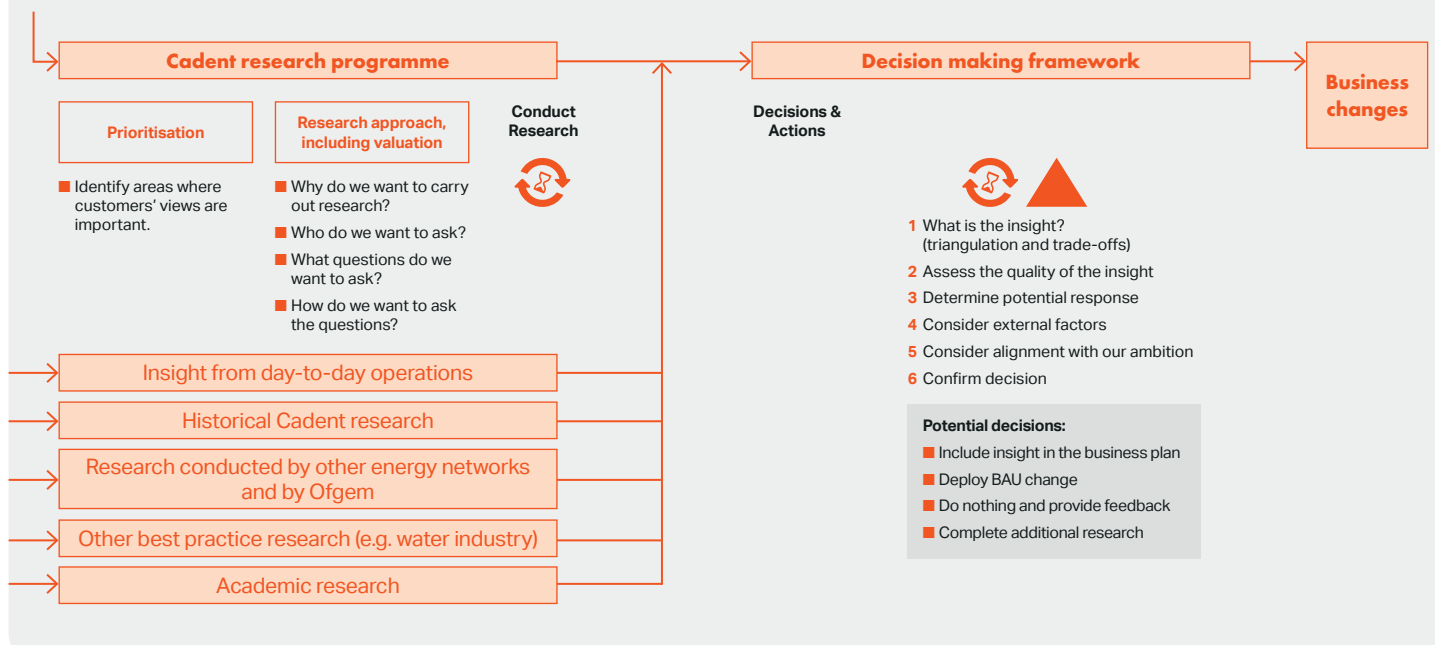 Cadent research programme
Prioritisation
Identify areas where
customers’ views are
important.
Research approach,
including valuation
Why do we want to carry
out research?
Who do we want to ask?
What questions do we
want to ask?
How do we want to ask
the questions?
Conduct
Research
Insight from day-to-day operations
Historical Cadent research
Research conducted by other energy networks
and by Ofgem
Other best practice research (e.g. water industry)
Academic research
Decision making framework
Decisions &
Actions
1 What is the insight?
(triangulation and trade-offs)
2 Assess the quality of the insight
3 Determine potential response
4 Consider external factors
5 Consider alignment with our ambition
6 Confirm decision
Potential decisions:
Include insight in the business plan
Deploy BAU change
Do nothing and provide feedback
Complete additional research
Business
changes